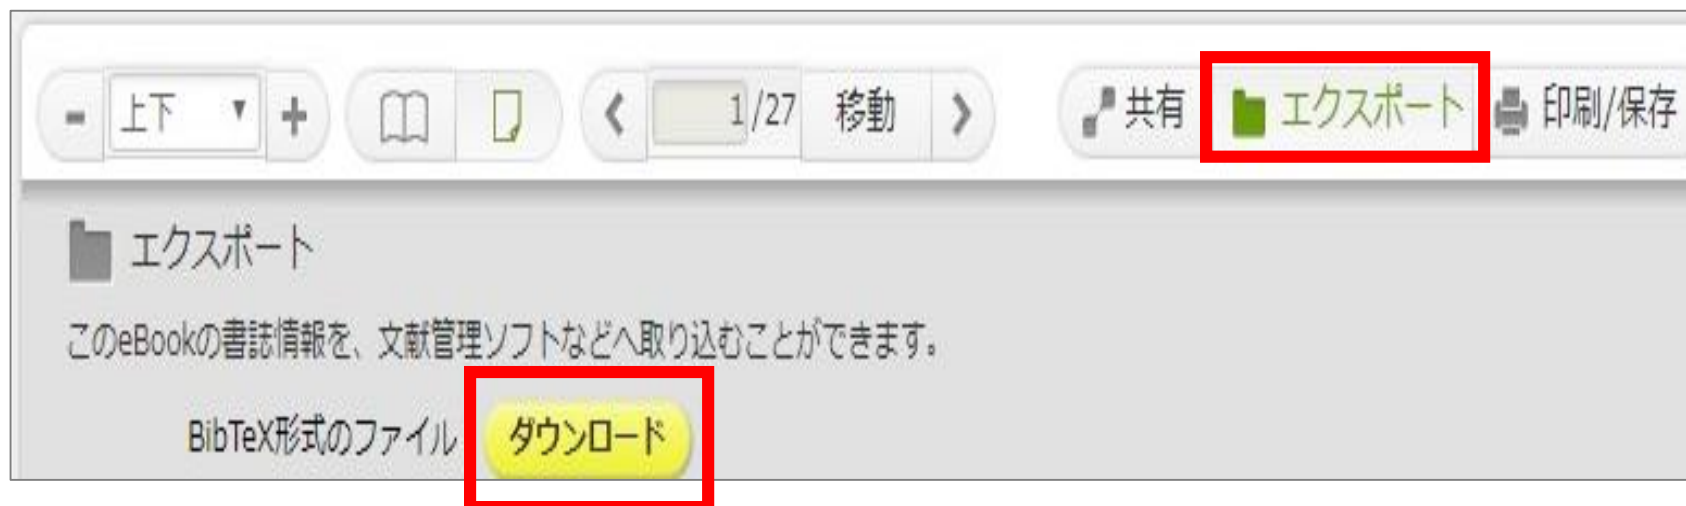 - 上下 ▼ + 1/27 移動 共有 エクスポート 印刷/保存
エクスポート
このeBookの書誌情報を、文献管理ソフトなどへ取り込むことができます。
BibTeX形式のファイル ダウンロード